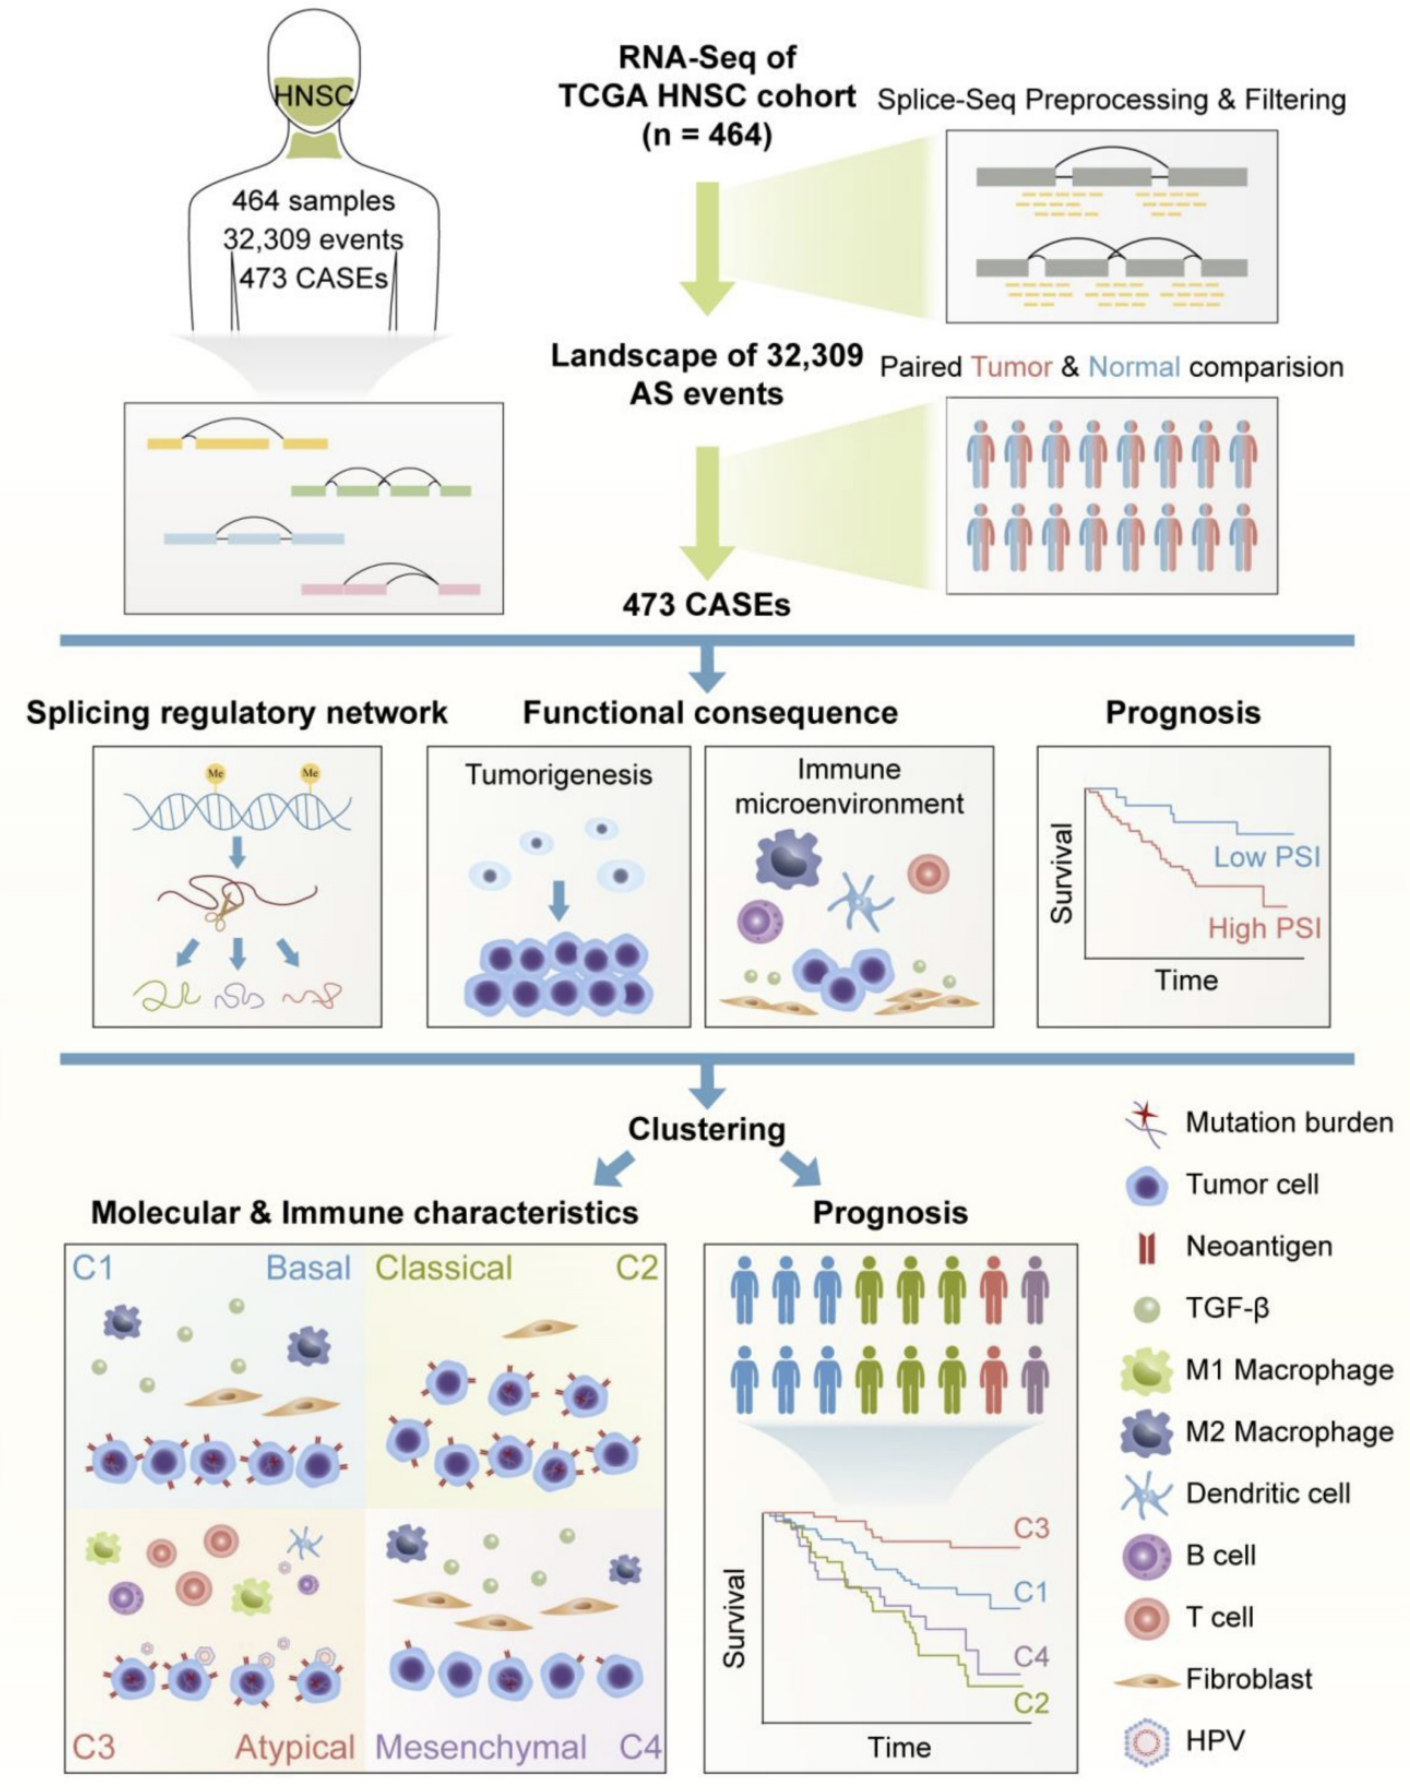 HNSC
464 samples
32,309 events
473 CASEs
RNA-Seq of
TCGA HNSC cohort
(n = 464)
Splice-Seq Preprocessing & Filtering
Landscape of 32,309
AS events
Paired Tumor & Normal comparision
473 CASEs
Splicing regulatory network
Me
Me
Functional consequence
Tumorigenesis
Immune
microenvironment
Prognosis
Survival
Low PSI
High PSI
Time
Clustering
Molecular & Immune characteristics
C1
Basal
Classical
C2
C3
Atypical
Mesenchymal
C4
Prognosis
Survival
C3
C1
C4
C2
Time
Mutation burden
Tumor cell
Neoantigen
TGF-β
M1 Macrophage
M2 Macrophage
Dendritic cell
B cell
T cell
Fibroblast
HPV